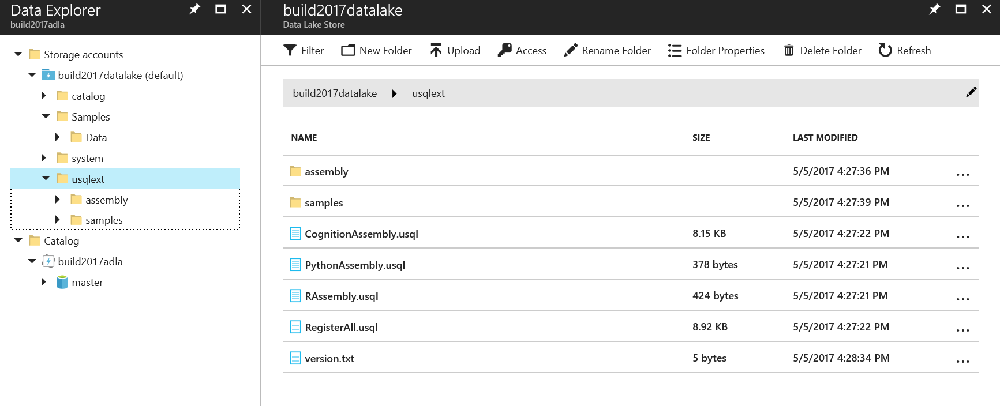 Data Explorer
build2017adla
Storage accounts
build2017datalake (default)
catalog
Samples
Data
system
usqlext
assembly
samples
Catalog
build2017adla
master
build2017datalake
Data Lake Store
Filter New Folder Upload Access Rename Folder Folder Properties Delete Folder Refresh
build2017datalake usqlext
NAME SIZE LAST MODIFIED
assembly 5/5/2017 4:27:36 PM ...
samples 5/5/2017 4:27:39 PM ...
CognitionAssembly.usql 8.15 KB 5/5/2017 4:27:22 PM ...
PythonAssembly.usql 378 bytes 5/5/2017 4:27:21 PM ...
RAssembly.usql 424 bytes 5/5/2017 4:27:21 PM ...
RegisterAll.usql 8.92 KB 5/5/2017 4:27:22 PM ...
version.txt 5 bytes 5/5/2017 4:28:34 PM ...